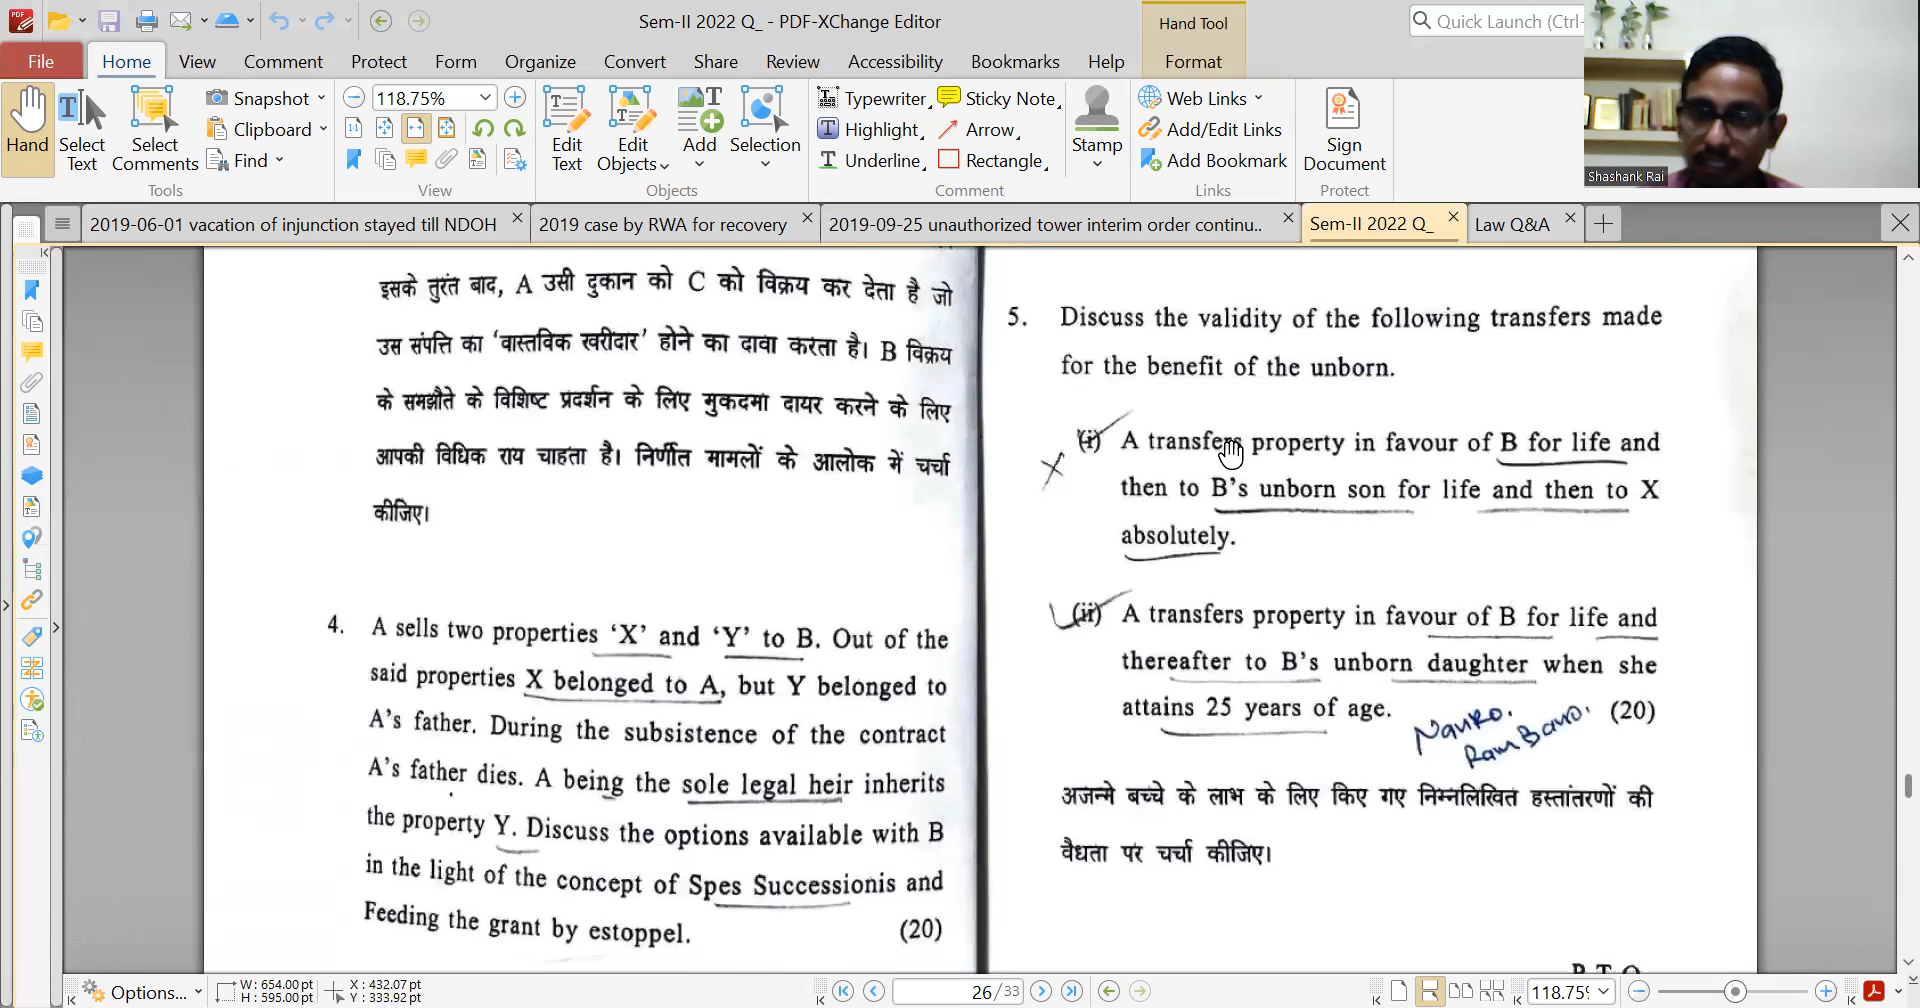 Sem-II 2022 Q_ - PDF-XChange Editor
Hand Tool
Quick Launch (Ctrl-
File Home View Comment Protect Form Organize Convert Share Review Accessibility Bookmarks Help Format
118.75%
Snapshot
Clipboard
Find
Typewriter
Highlight
Underline
Sticky Note
Arrow
Rectangle
Web Links
Add/Edit Links
Add Bookmark
Hand
Select Text
Select Comments
Edit Text
Edit Objects
Add
Selection
Stamp
Sign Document
Tools View Objects Comment Links Protect
Shashank Rai
2019-06-01 vacation of injunction stayed till NDOH
2019 case by RWA for recovery
2019-09-25 unauthorized tower interim order continu..
Sem-II 2022 Q_
Law Q&A
इसके तुरंत बाद, A उसी दुकान को C को विक्रय कर देता है जो
उस संपत्ति का ‘वास्तविक खरीदार’ होने का दावा करता है। B विक्रय
के समझौते के विशिष्ट प्रदर्शन के लिए मुकदमा दायर करने के लिए
आपकी विधिक राय चाहता है। निर्णीत मामलों के आलोक में चर्चा
कीजिए।
4. A sells two properties ‘X’ and ‘Y’ to B. Out of the
said properties X belonged to A, but Y belonged to
A’s father. During the subsistence of the contract
A’s father dies. A being the sole legal heir inherits
the property Y. Discuss the options available with B
in the light of the concept of Spes Successionis and
Feeding the grant by estoppel. (20)
5. Discuss the validity of the following transfers made
for the benefit of the unborn.
(i) A transfers property in favour of B for life and
then to B’s unborn son for life and then to X
absolutely.
(ii) A transfers property in favour of B for life and
thereafter to B’s unborn daughter when she
attains 25 years of age. (20)
Ram Bano.
अजन्मे बच्चे के लाभ के लिए किए गए निम्नलिखित हस्तांतरणों की
वैधता पर चर्चा कीजिए।
Options...
W: 654.00 pt
H: 595.00 pt
X: 432.07 pt
Y: 333.92 pt
26 /33
118.75%